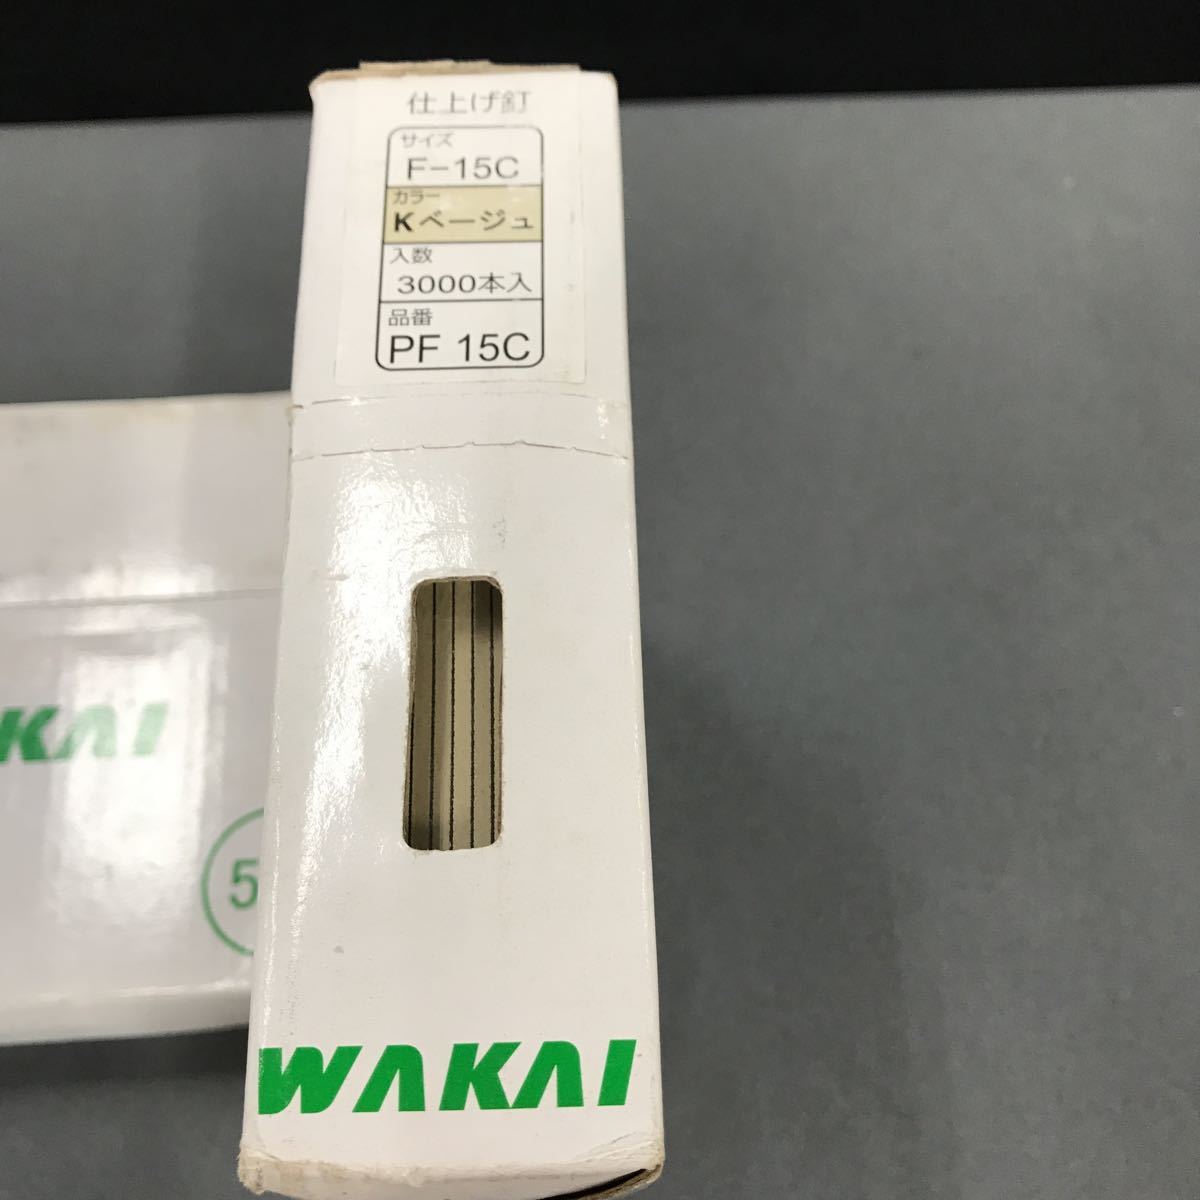 仕上げ釘
サイズ
F-15C
カラー
Kベージュ
入数
3000本入
品番
PF 15C
KAI
5
WAKAI